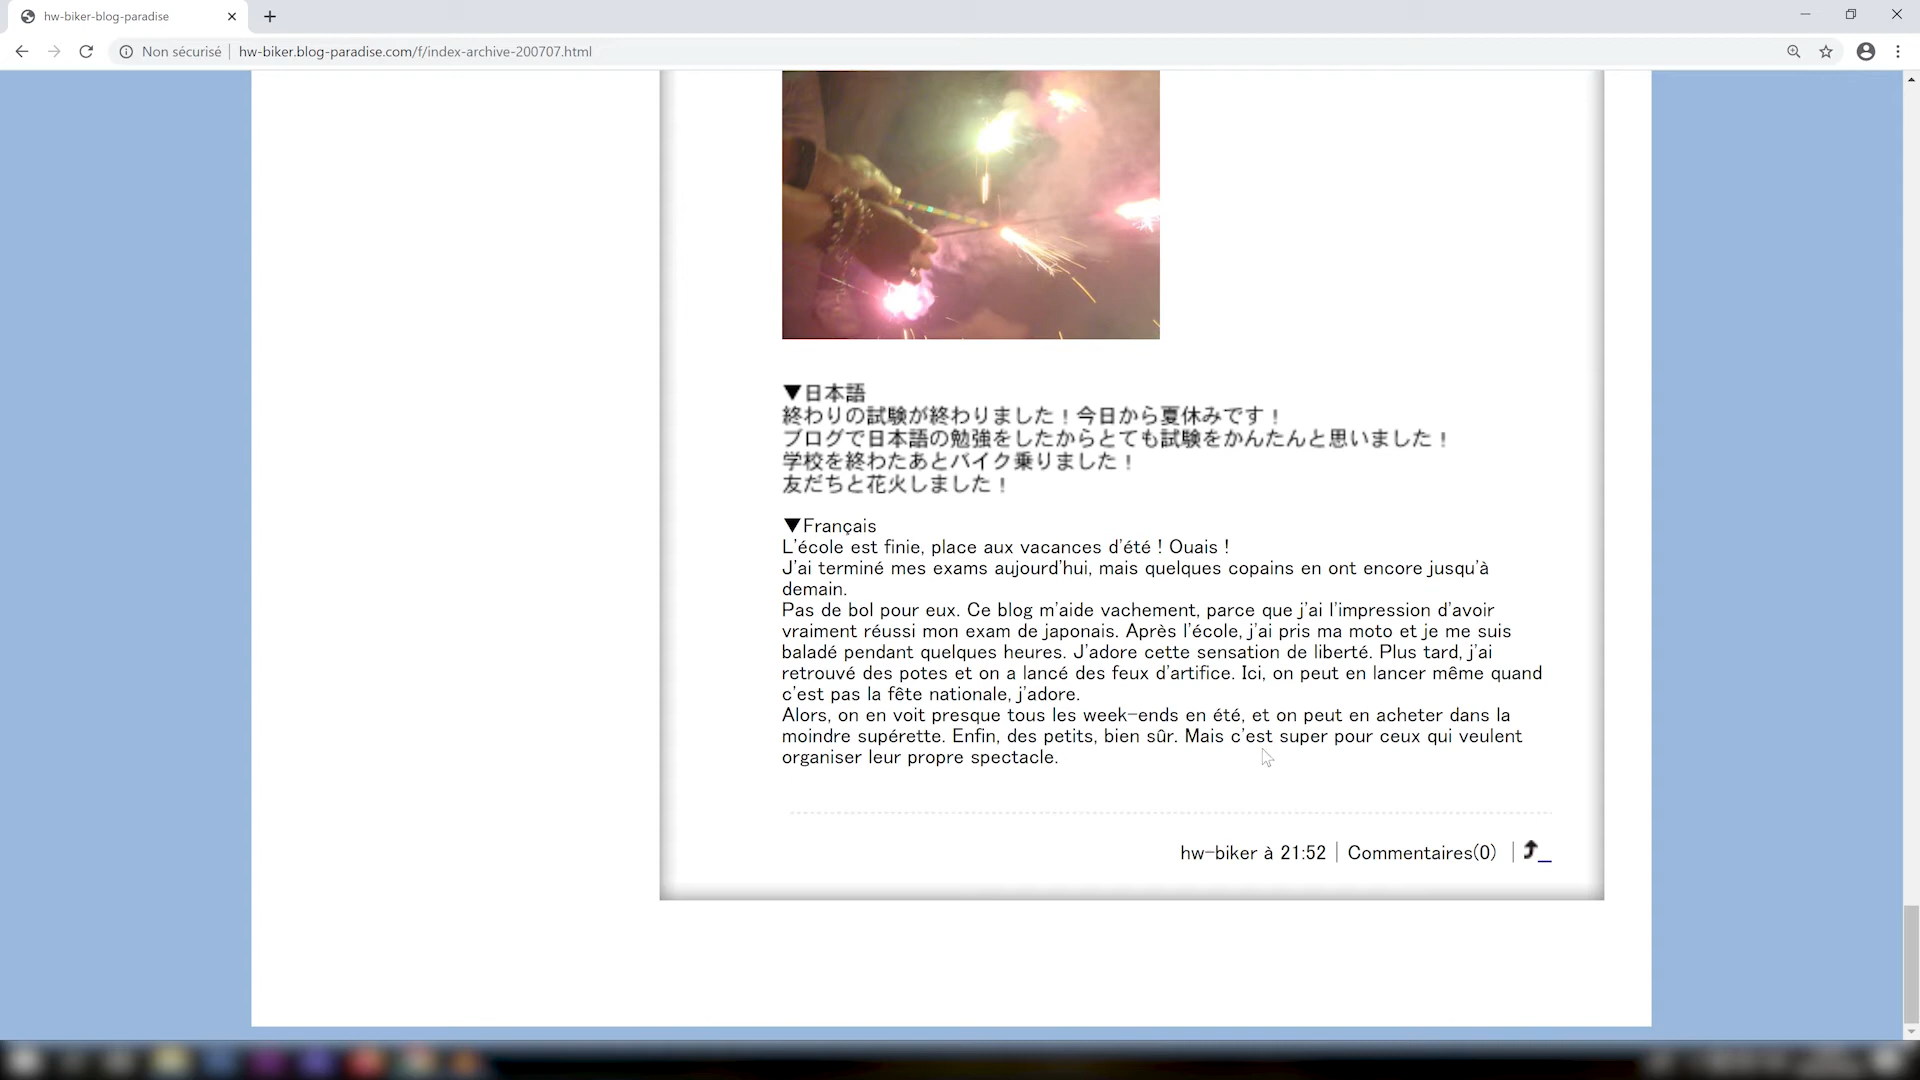 hw-biker-blog-paradise
Non sécurisé
hw-biker.blog-paradise.com/f/index-archive-200707.html
▼日本語
終わりの試験が終わりました！今日から夏休みです！
ブログで日本語の勉強をしたからとても試験をかんたんと思いました！
学校を終わたあとバイク乗りました！
友だちと花火しました！
▼Français
L'école est finie, place aux vacances d'été ! Ouais !
J'ai terminé mes exams aujourd'hui, mais quelques copains en ont encore jusqu'à
demain.
Pas de bol pour eux. Ce blog m'aide vachement, parce que j'ai l'impression d'avoir
vraiment réussi mon exam de japonais. Après l'école, j'ai pris ma moto et je me suis
baladé pendant quelques heures. J'adore cette sensation de liberté. Plus tard, j'ai
retrouvé des potes et on a lancé des feux d'artifice. Ici, on peut en lancer même quand
c'est pas la fête nationale, j'adore.
Alors, on en voit presque tous les week-ends en été, et on peut en acheter dans la
moindre supérette. Enfin, des petits, bien sûr. Mais c'est super pour ceux qui veulent
organiser leur propre spectacle.
hw-biker à 21:52 | Commentaires(0) |